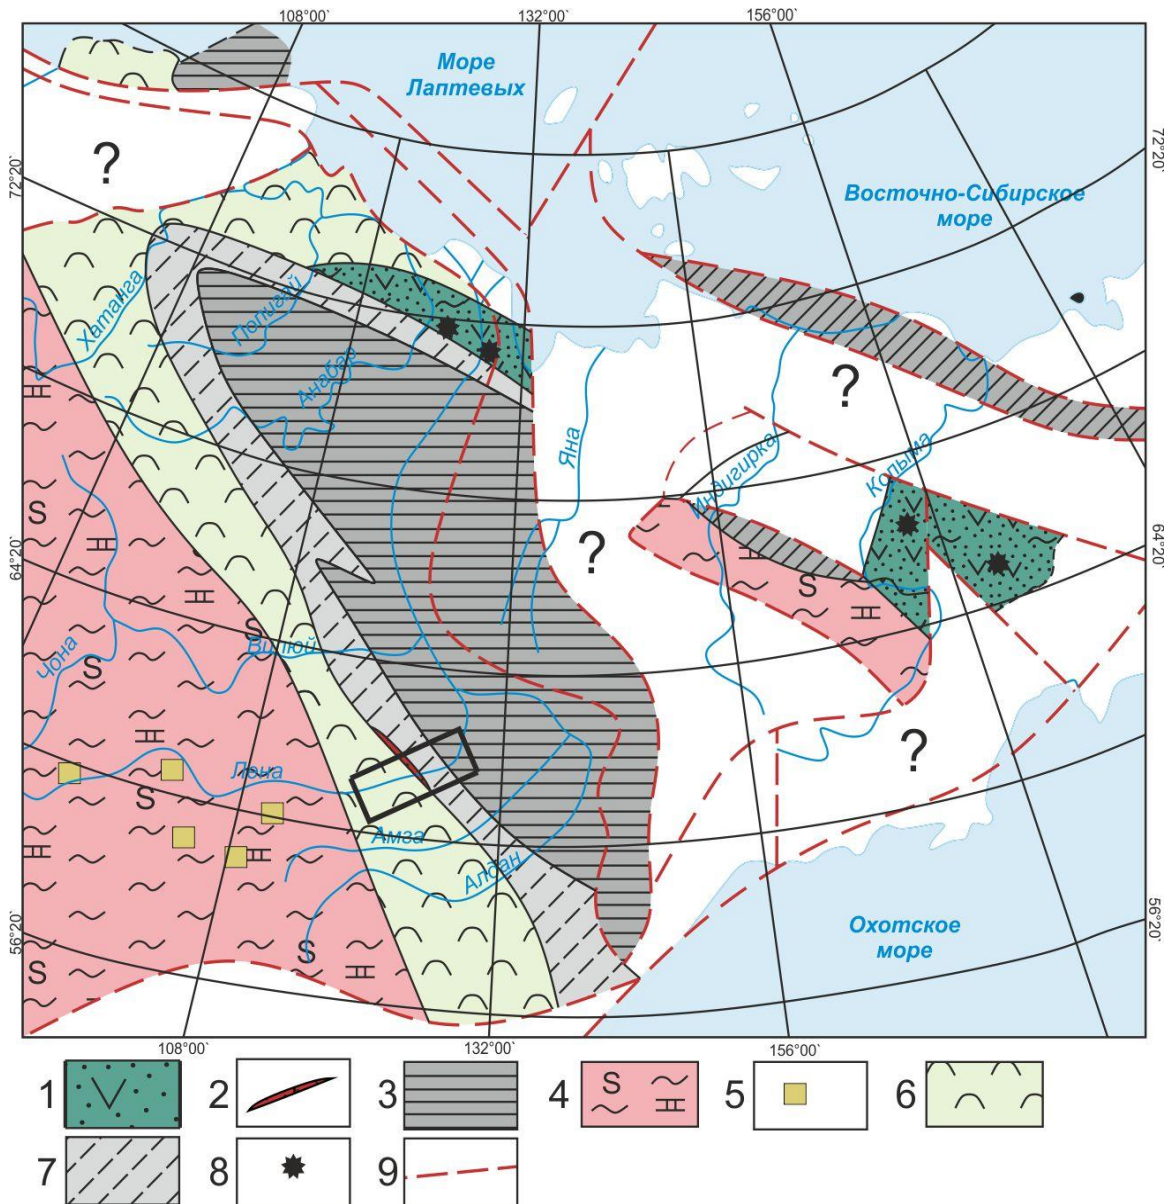 108°00`
132°00`
156°00`
Море
Лаптевых
?
72°20`
72°20`
Восточно-Сибирское
море
Хатанга
Попигай
Анабар
?
Яна
Индигирка
Колыма
S
64°20`
64°20`
?
S
S
Чона
Вилюй
S
?
Лена
S
Амга
Алдан
56°20`
56°20`
Охотское
море
S
S
108°00`
132°00`
156°00`
1
2
3
4
S
5
6
7
8
9